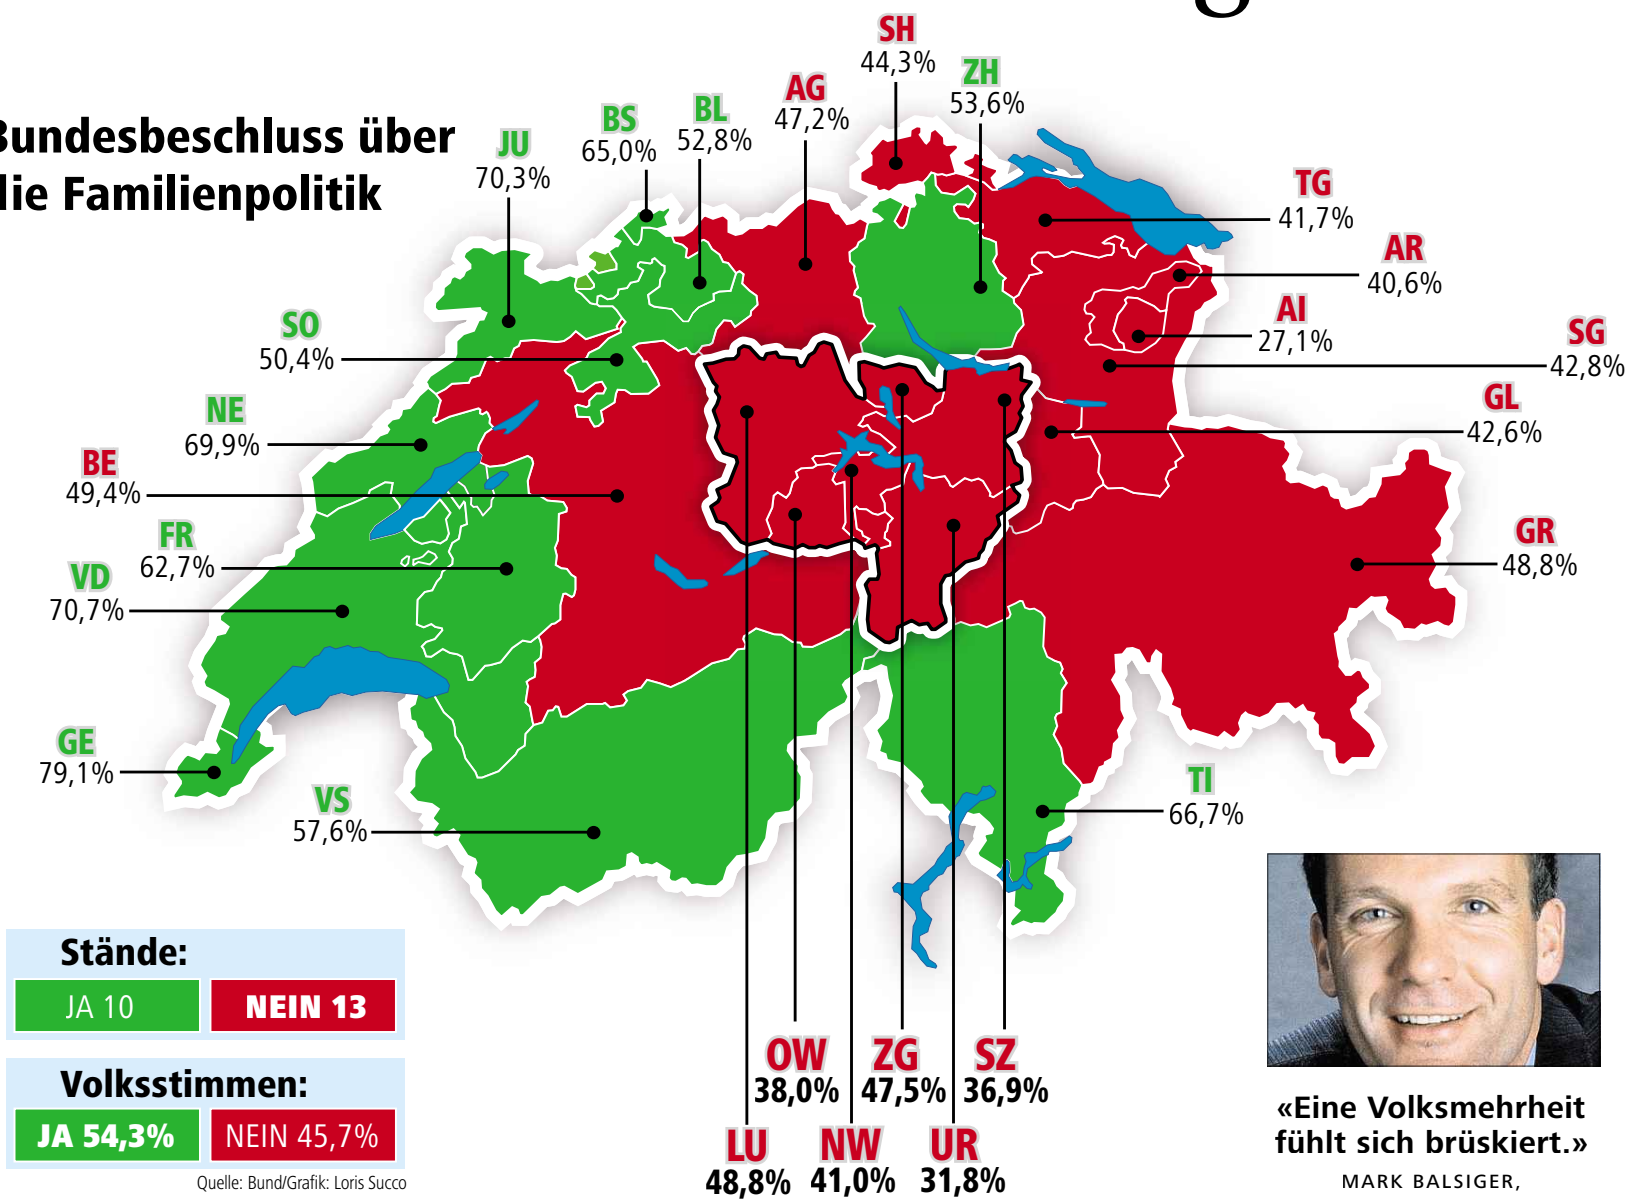 g
Bundesbeschluss über
die Familienpolitik
SH
44,3%
ZH
53,6%
AG
47,2%
BL
52,8%
BS
65,0%
JU
70,3%
TG
41,7%
AR
40,6%
AI
27,1%
SG
42,8%
SO
50,4%
GL
42,6%
NE
69,9%
BE
49,4%
FR
62,7%
GR
48,8%
VD
70,7%
GE
79,1%
VS
57,6%
TI
66,7%
Stände:
JA 10 NEIN 13
Volksstimmen:
JA 54,3% NEIN 45,7%
Quelle: Bund/Grafik: Loris Succo
OW ZG SZ
38,0% 47,5% 36,9%
LU NW UR
48,8% 41,0% 31,8%
«Eine Volksmehrheit
fühlt sich brüskiert.»
MARK BALSIGER,